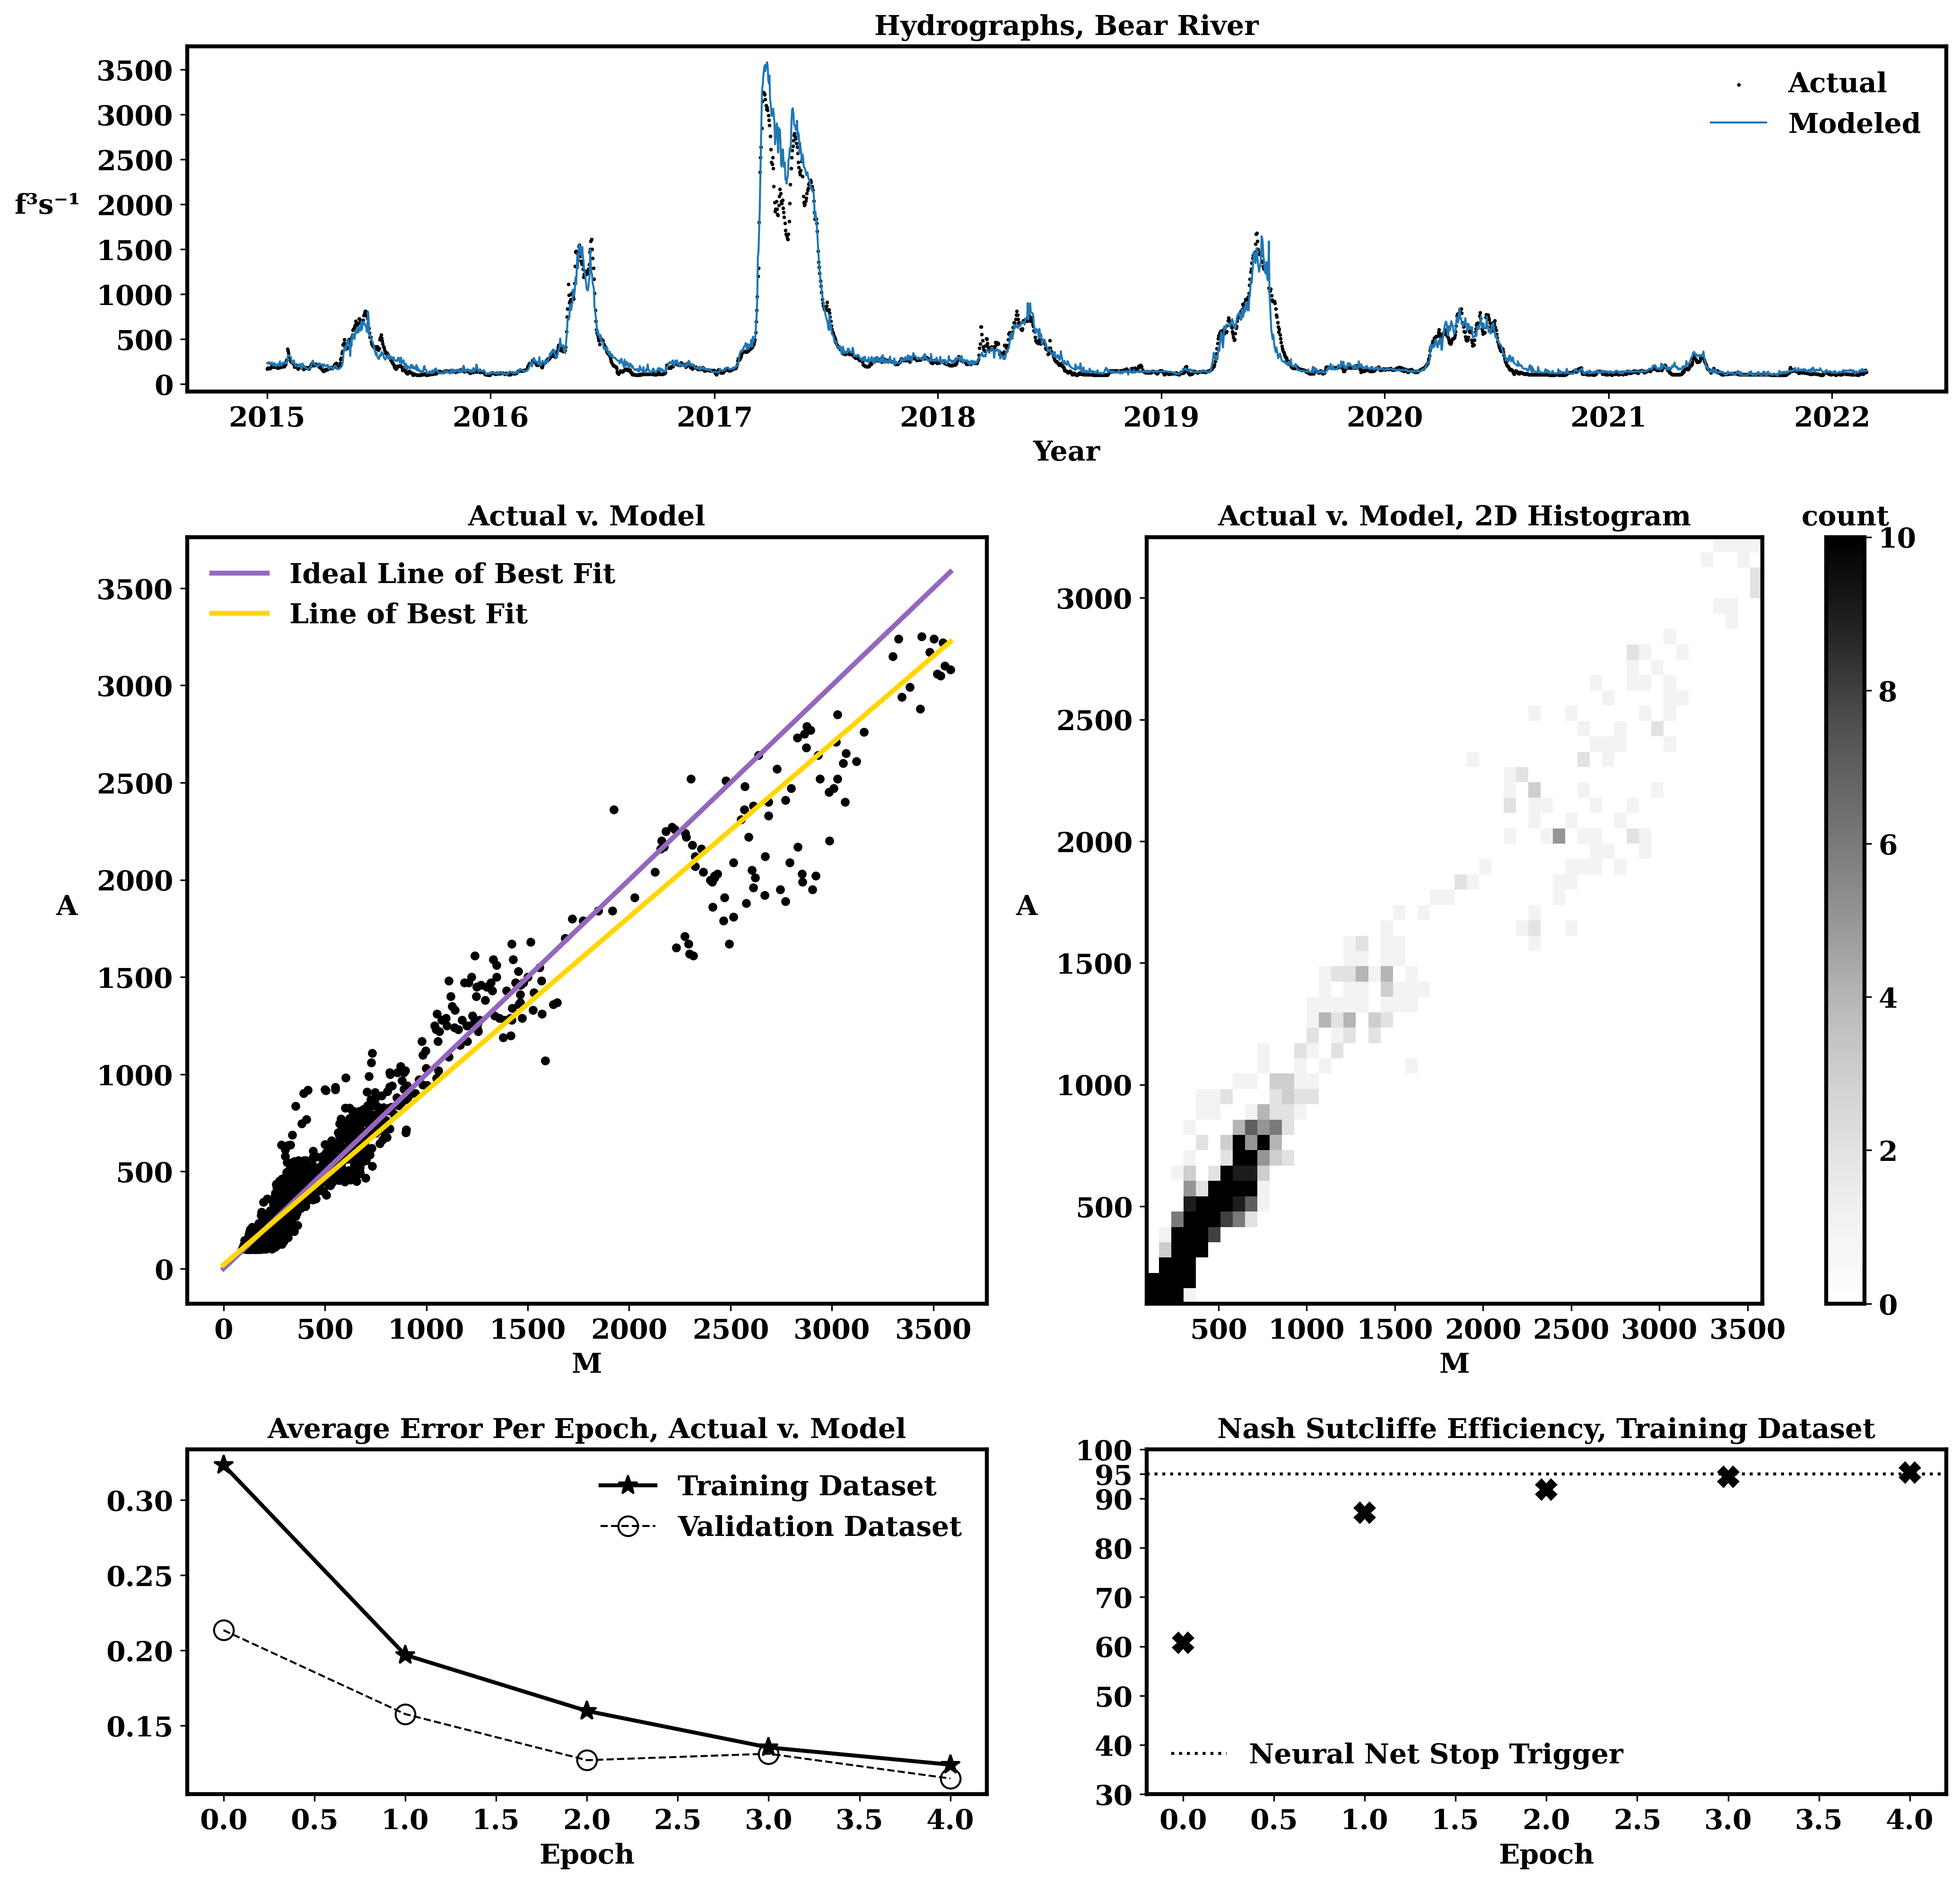 Hydrographs, Bear River
3500
3000
2500
2000
1500
1000
500
0
f³s⁻¹
Actual
Modeled
2015 2016 2017 2018 2019 2020 2021 2022
Year
Actual v. Model
Ideal Line of Best Fit
Line of Best Fit
3500
3000
2500
2000
1500
1000
500
0
A
0 500 1000 1500 2000 2500 3000 3500
M
Actual v. Model, 2D Histogram
3000
2500
2000
1500
1000
500
A
500 1000 1500 2000 2500 3000 3500
M
count
10
8
6
4
2
0
Average Error Per Epoch, Actual v. Model
Training Dataset
Validation Dataset
0.30
0.25
0.20
0.15
0.0 0.5 1.0 1.5 2.0 2.5 3.0 3.5 4.0
Epoch
Nash Sutcliffe Efficiency, Training Dataset
100
95
90
80
70
60
50
40
30
Neural Net Stop Trigger
0.0 0.5 1.0 1.5 2.0 2.5 3.0 3.5 4.0
Epoch